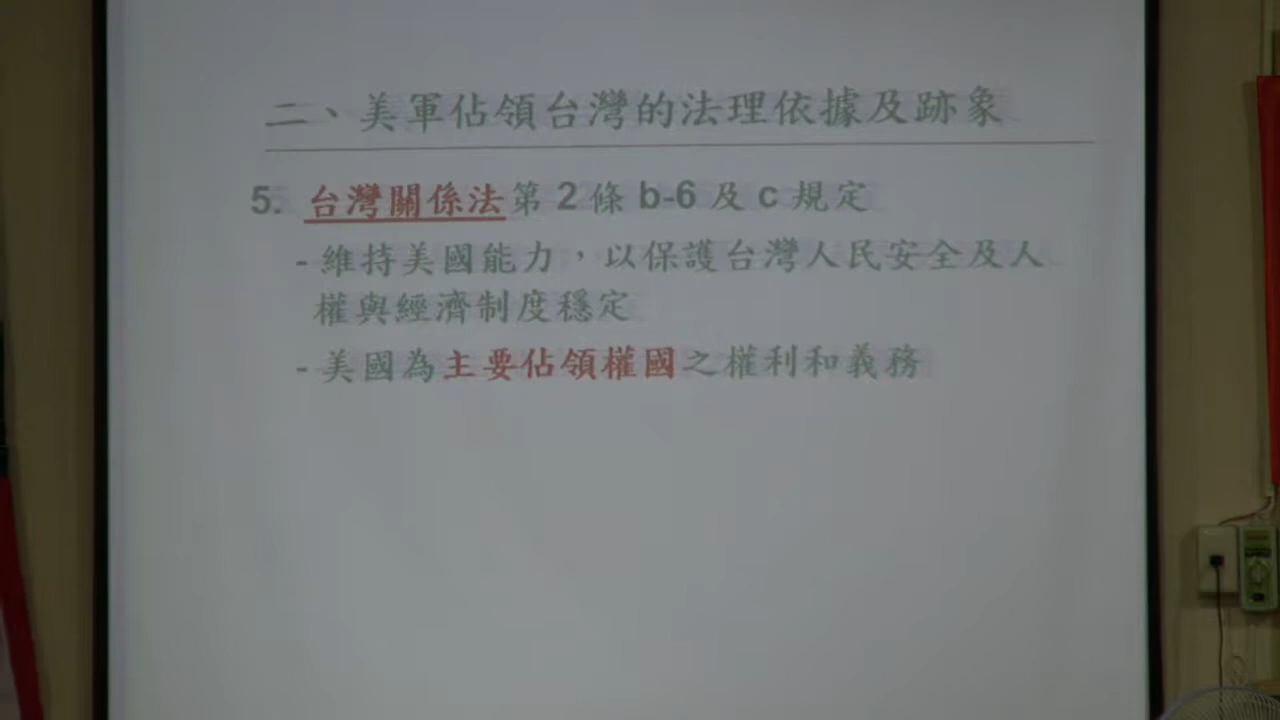 二、美軍佔領台灣的法理依據及跡象
5. 台灣關係法第 2 條 b-6 及 c 規定
- 維持美國能力，以保護台灣人民安全及人
權與經濟制度穩定
- 美國為主要佔領權國之權利和義務